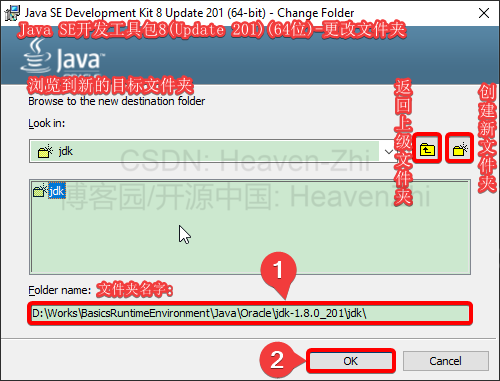 Java SE Development Kit 8 Update 201 (64-bit) - Change Folder
Java SE开发工具包8(Update 201)(64位)-更改文件夹
Java
浏览到新的目标文件夹
Browse to the new destination folder
返回上级文件夹
创建新文件夹
Look in:
jdk
CSDN: Heaven-Zhi
jdk
博客园/开源中国: HeavenZhi
1
Folder name: 文件夹名字:
D:\Works\BasicsRuntimeEnvironment\Java\Oracle\jdk-1.8.0_201\jdk\
2
OK
Cancel